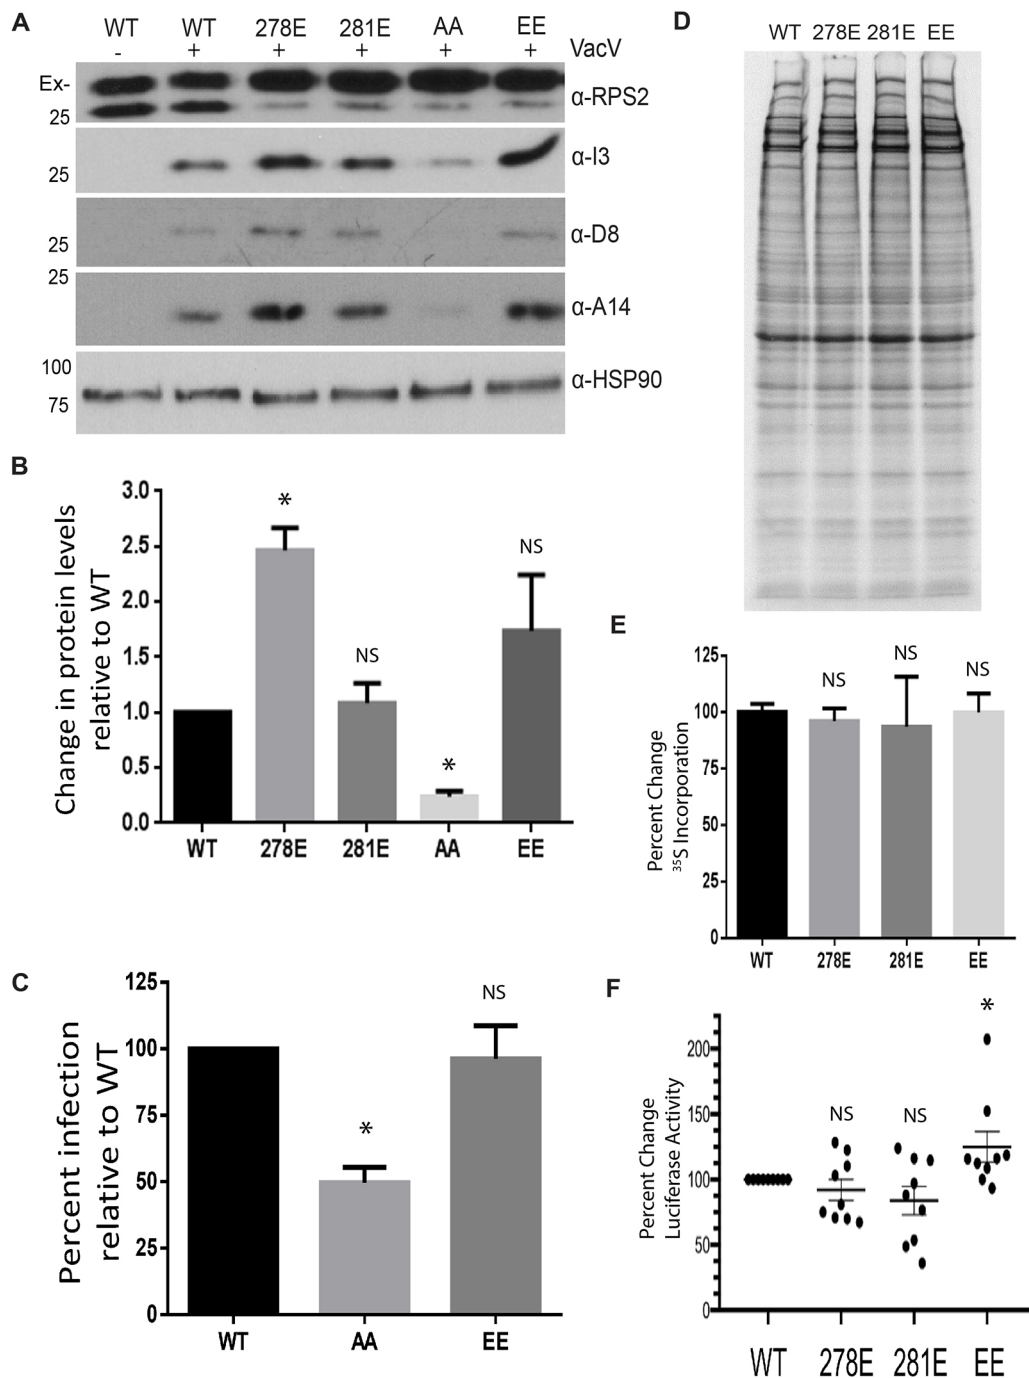 A
WT WT 278E 281E AA EE
- + + + + + VacV
Ex-
25
α-RPS2
25
α-I3
25
α-D8
25
α-A14
100
75
α-HSP90
B
Change in protein levels
relative to WT
3.0
2.5
2.0
1.5
1.0
0.5
0.0
*
NS
*
NS
WT 278E 281E AA EE
C
Percent infection
relative to WT
125
100
75
50
25
0
*
NS
WT AA EE
D
WT 278E 281E EE
E
Percent Change
³⁵S Incorporation
125
100
75
50
25
0
NS
NS
NS
WT 278E 281E EE
F
Percent Change
Luciferase Activity
200
150
100
50
0
NS
NS
*
WT 278E 281E EE